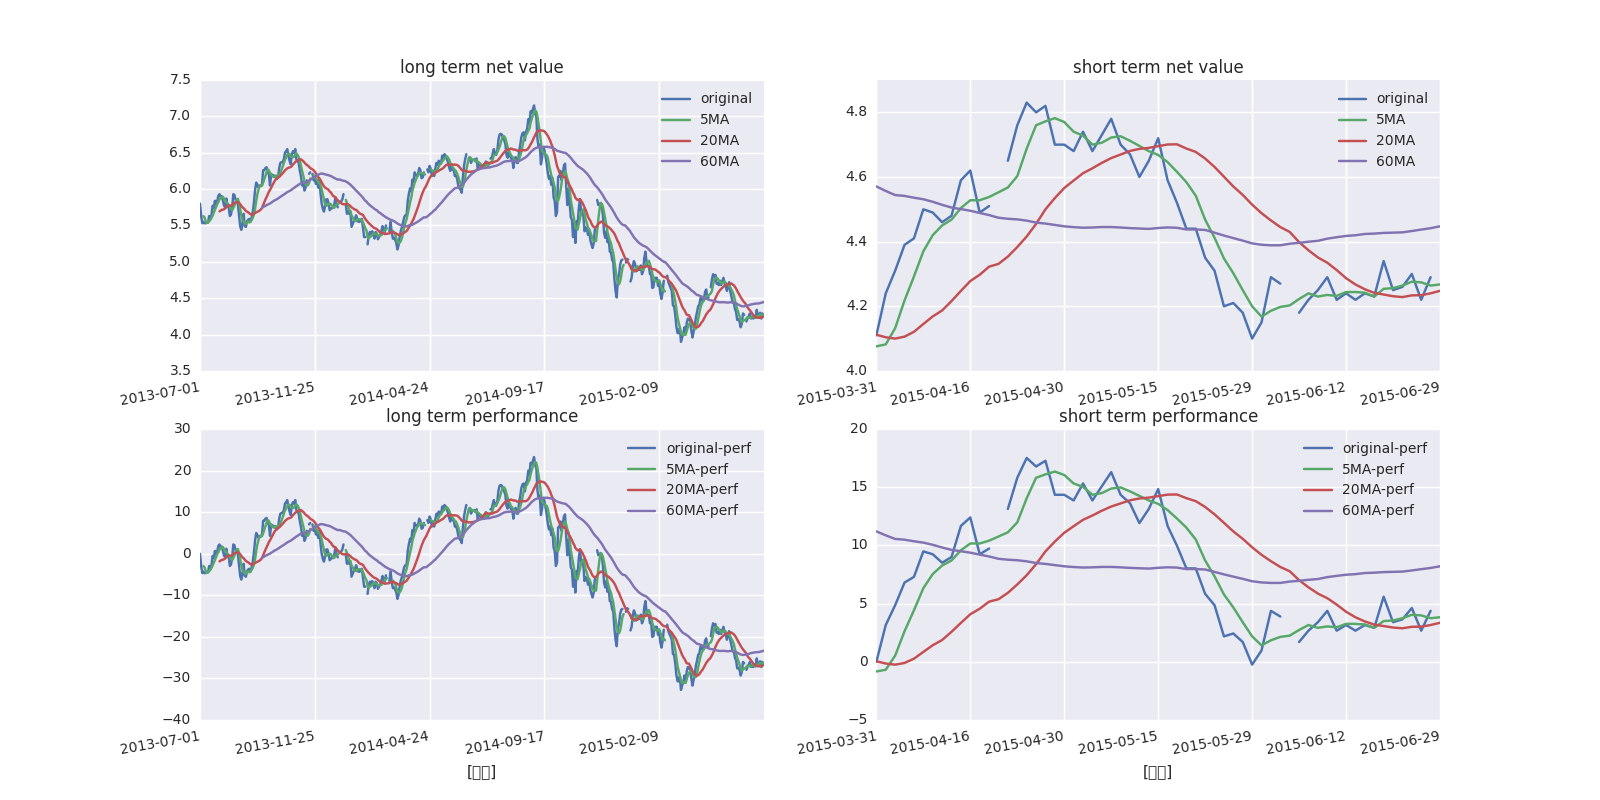 long term net value
7.5
7.0
6.5
6.0
5.5
5.0
4.5
4.0
3.5
original
5MA
20MA
60MA
2013-07-01
2013-11-25
2014-04-24
2014-09-17
2015-02-09
short term net value
4.8
4.6
4.4
4.2
4.0
original
5MA
20MA
60MA
2015-03-31
2015-04-16
2015-04-30
2015-05-15
2015-05-29
2015-06-12
2015-06-29
long term performance
30
20
10
0
−10
−20
−30
−40
original-perf
5MA-perf
20MA-perf
60MA-perf
2013-07-01
2013-11-25
2014-04-24
2014-09-17
2015-02-09
short term performance
20
15
10
5
0
−5
original-perf
5MA-perf
20MA-perf
60MA-perf
2015-03-31
2015-04-16
2015-04-30
2015-05-15
2015-05-29
2015-06-12
2015-06-29